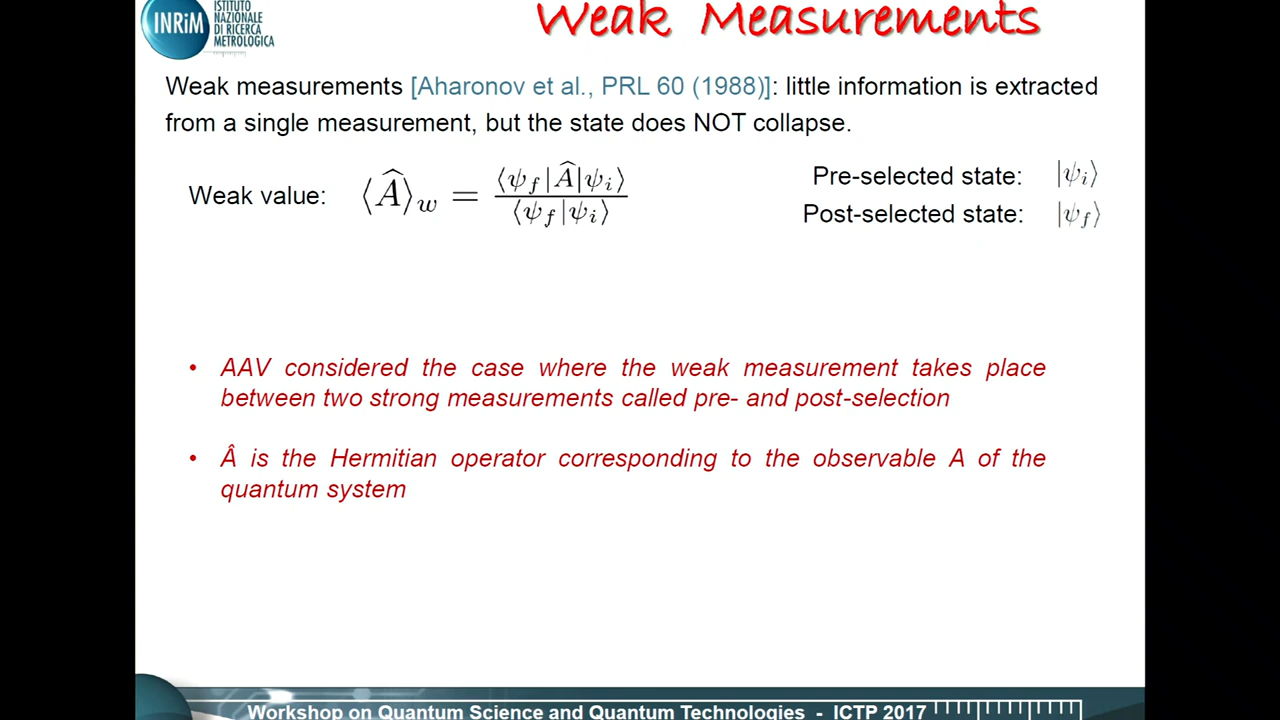 INRiM
ISTITUTO
NAZIONALE
DI RICERCA
METROLOGICA
Weak Measurements
Weak measurements [Aharonov et al., PRL 60 (1988)]: little information is extracted
from a single measurement, but the state does NOT collapse.
Weak value: ⟨Â⟩_w = ⟨ψ_f|Â|ψ_i⟩ / ⟨ψ_f|ψ_i⟩
Pre-selected state: |ψ_i⟩
Post-selected state: |ψ_f⟩
• AAV considered the case where the weak measurement takes place
between two strong measurements called pre- and post-selection
• Â is the Hermitian operator corresponding to the observable A of the
quantum system
Workshop on Quantum Science and Quantum Technologies - ICTP 2017